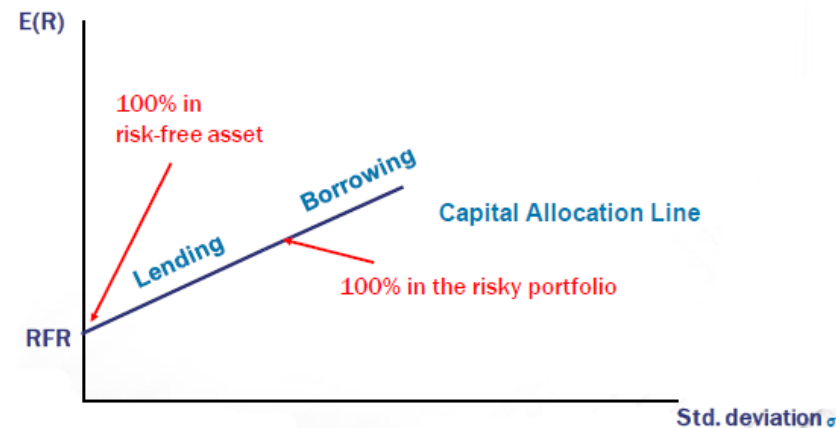 E(R)
100% in
risk-free asset
Borrowing
Capital Allocation Line
Lending
100% in the risky portfolio
RFR
Std. deviation σ